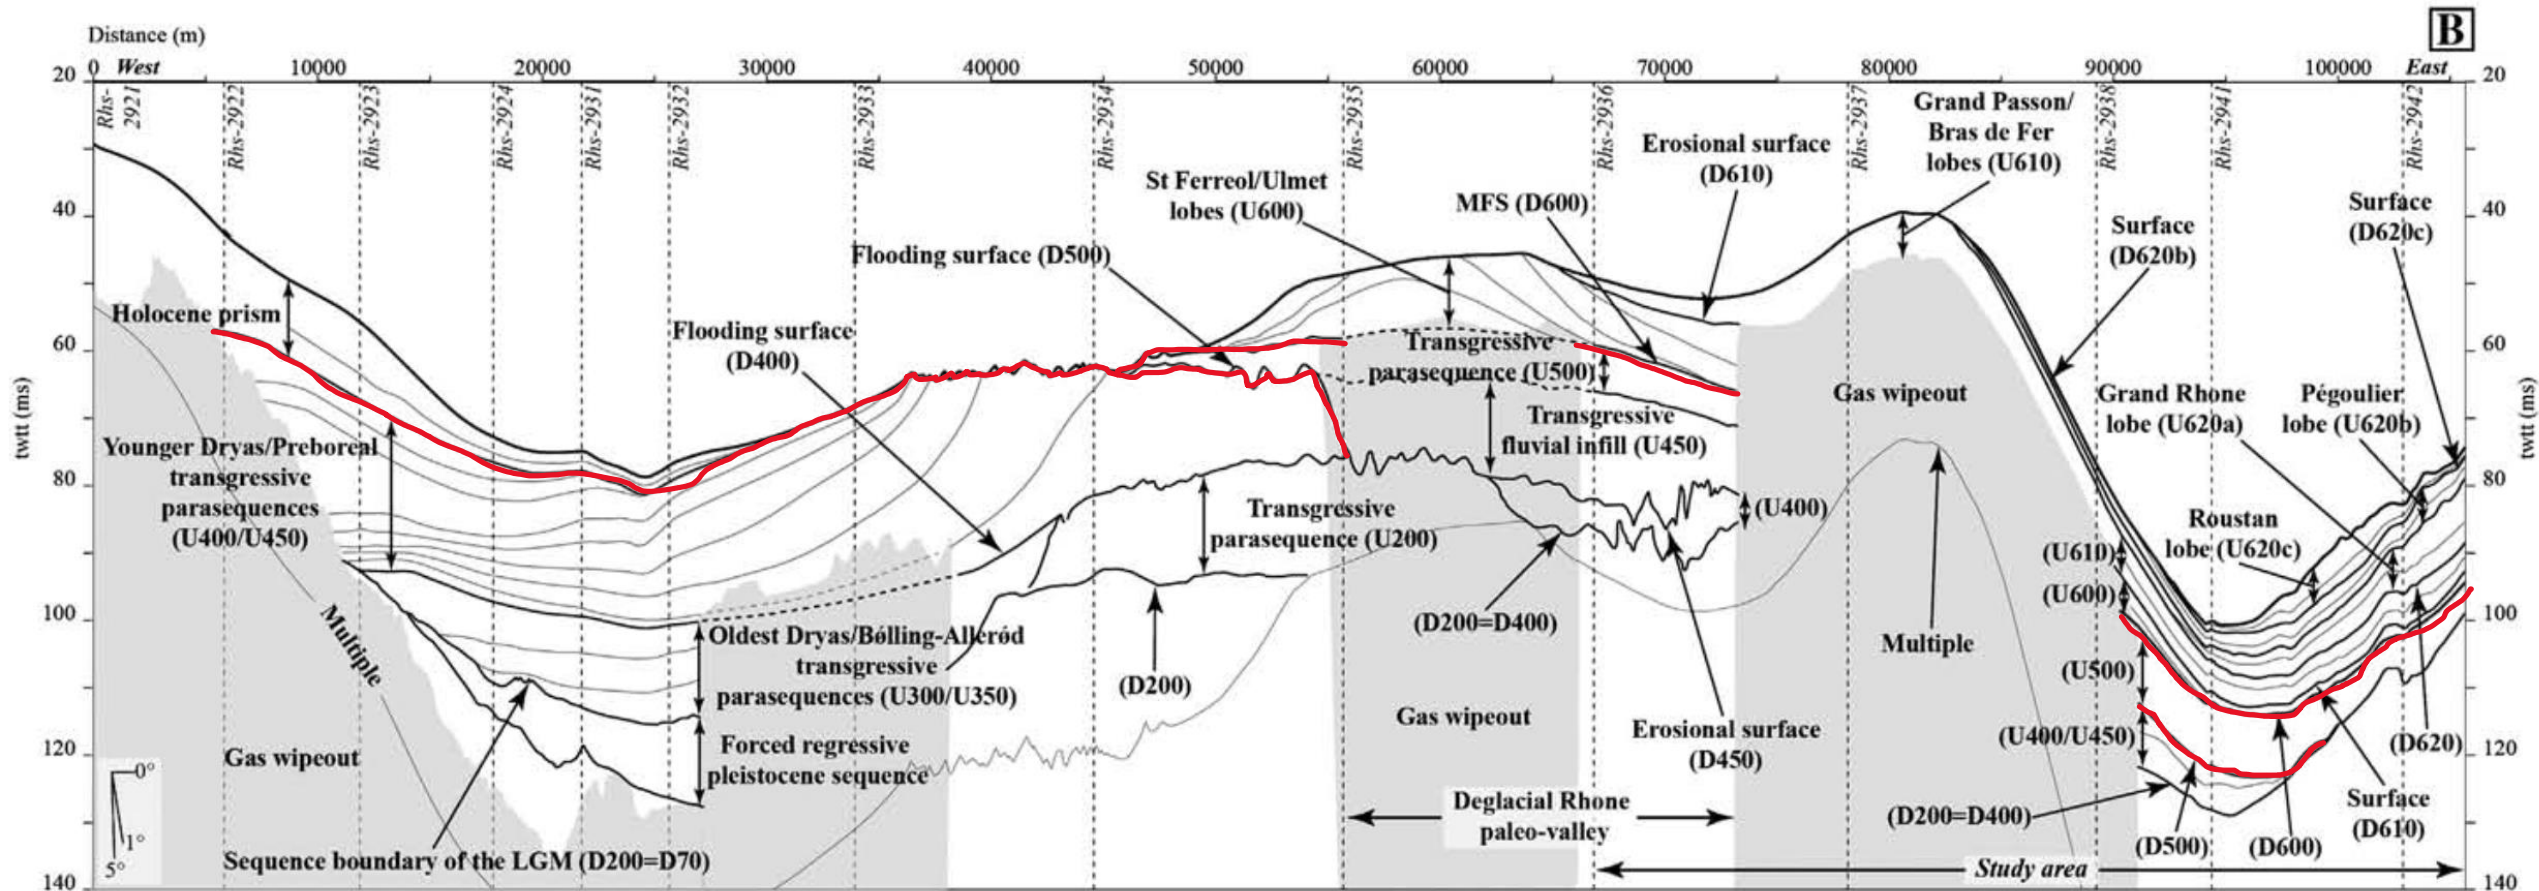 B
Distance (m)
0 West 10000 20000 30000 40000 50000 60000 70000 80000 90000 100000 East
20 20
40 40
60 60
80 80
100 100
120 120
140 140
twtt (ms)
twtt (ms)
Rhs-2921
Rhs-2922
Rhs-2923
Rhs-2924
Rhs-2931
Rhs-2932
Rhs-2933
Rhs-2934
Rhs-2935
Rhs-2936
Rhs-2937
Rhs-2938
Rhs-2941
Rhs-2942
Grand Passon/
Bras de Fer
lobes (U610)
Erosional surface
(D610)
St Ferreol/Ulmet
lobes (U600)
MFS (D600)
Surface
(D620b)
Surface
(D620c)
Flooding surface (D500)
Holocene prism
Flooding surface
(D400)
Transgressive
parasequence (U500)
Gas wipeout
Grand Rhone
lobe (U620a)
Pégoulier
lobe (U620b)
Transgressive
fluvial infill (U450)
Younger Dryas/Preboreal
transgressive
parasequences
(U400/U450)
Transgressive
parasequence (U200)
(U400)
Roustan
lobe (U620c)
(U610)
(U600)
Multiple
Oldest Dryas/Bølling-Allerød
transgressive
parasequences (U300/U350)
(D200)
(D200=D400)
Multiple
(U500)
Gas wipeout
Forced regressive
pleistocene sequence
Gas wipeout
Erosional surface
(D450)
(U400/U450)
(D620)
Deglacial Rhone
paleo-valley
(D200=D400)
Surface
(D610)
(D500)
(D600)
0°
1°
5°
Sequence boundary of the LGM (D200=D70)
Study area